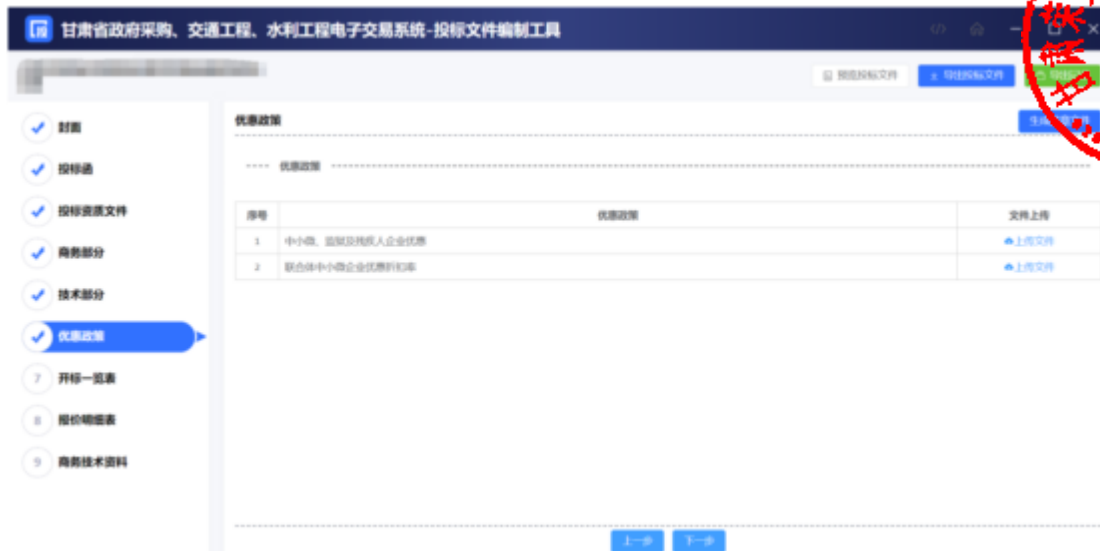 甘肃省政府采购、交通工程、水利工程电子交易系统-投标文件编制工具
预览投标文件
导出投标文件
封面
投标函
投标资质文件
商务部分
技术部分
优惠政策
7 开标一览表
8 报价明细表
9 商务技术资料
优惠政策
优惠政策
序号 优惠政策 文件上传
1 中小微、监狱及残疾人企业优惠 上传文件
2 联合体中小微企业优惠折扣率 上传文件
上一步 下一步